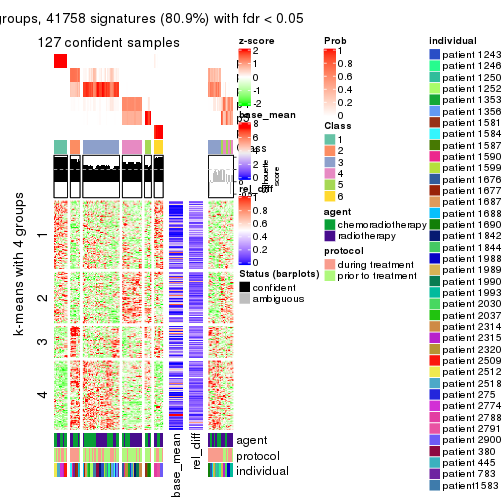 groups, 41758 signatures (80.9%) with fdr < 0.05
127 confident samples
k-means with 4 groups
1
2
3
4
base_mean
rel_diff
agent
protocol
individual
z-score
2
1
0
-1
-2
base_mean
8
6
4
2
0
rel_diff
1
0.8
0.6
0.4
0.2
0
Status (barplots)
confident
ambiguous
Prob
1
0.8
0.6
0.4
0.2
0
Class
1
2
3
4
5
6
agent
chemoradiotherapy
radiotherapy
protocol
during treatment
prior to treatment
individual
patient 1243
patient 1246
patient 1250
patient 1252
patient 1353
patient 1356
patient 1581
patient 1584
patient 1587
patient 1590
patient 1599
patient 1676
patient 1677
patient 1687
patient 1688
patient 1690
patient 1842
patient 1844
patient 1988
patient 1989
patient 1990
patient 1993
patient 2030
patient 2037
patient 2314
patient 2315
patient 2320
patient 2509
patient 2512
patient 2518
patient 275
patient 2774
patient 2788
patient 2791
patient 2900
patient 380
patient 445
patient 783
patient1583